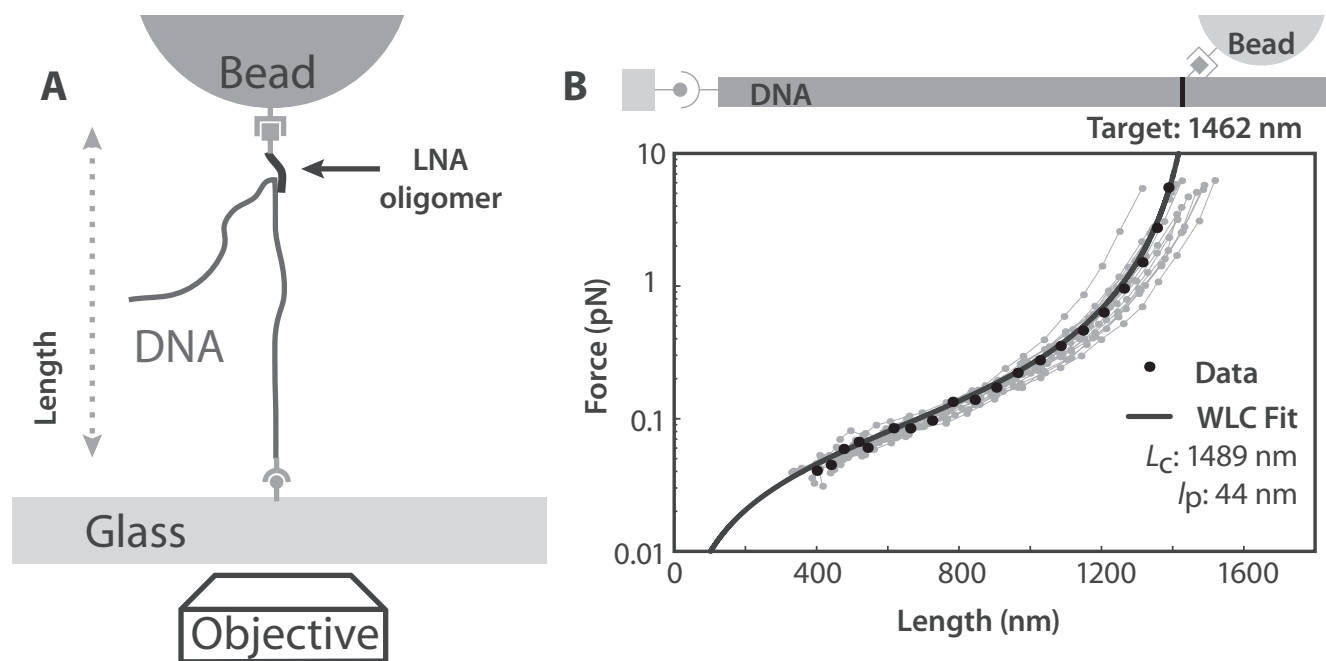 A
Bead
LNA
oligomer
Length
DNA
Glass
Objective
B
Bead
DNA
Target: 1462 nm
10
1
0.1
0.01
Force (pN)
Data
WLC Fit
LC: 1489 nm
lp: 44 nm
0
400
800
1200
1600
Length (nm)